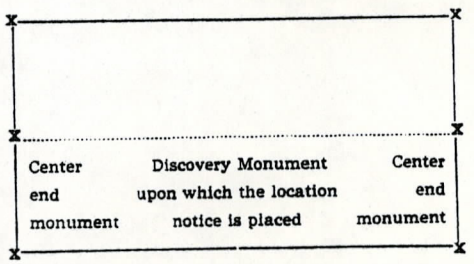 X X
X X
Center Discovery Monument Center
end upon which the location end
monument notice is placed monument
X X